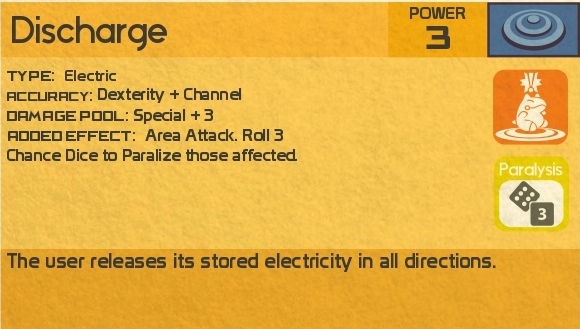 Discharge
POWER
3
TYPE: Electric
ACCURACY: Dexterity + Channel
DAMAGE POOL: Special + 3
ADDED EFFECT: Area Attack. Roll 3
Chance Dice to Paralize those affected.
Paralysis
3
The user releases its stored electricity in all directions.